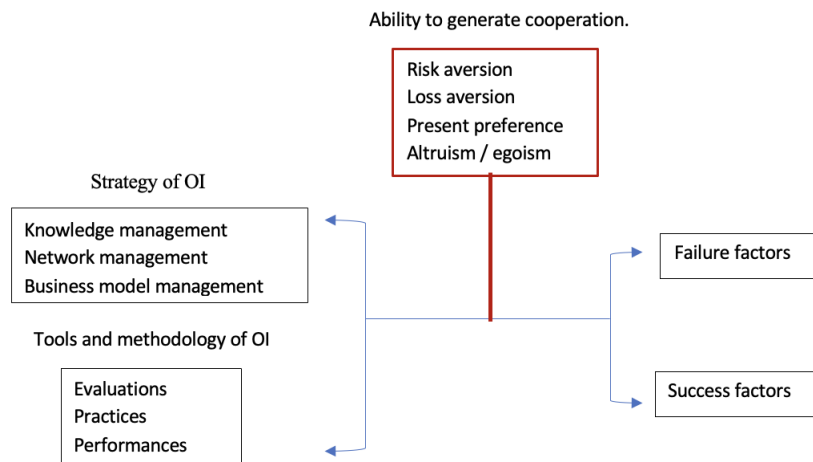 Ability to generate cooperation.
Risk aversion
Loss aversion
Present preference
Altruism / egoism
Strategy of OI
Knowledge management
Network management
Business model management
Tools and methodology of OI
Evaluations
Practices
Performances
Failure factors
Success factors